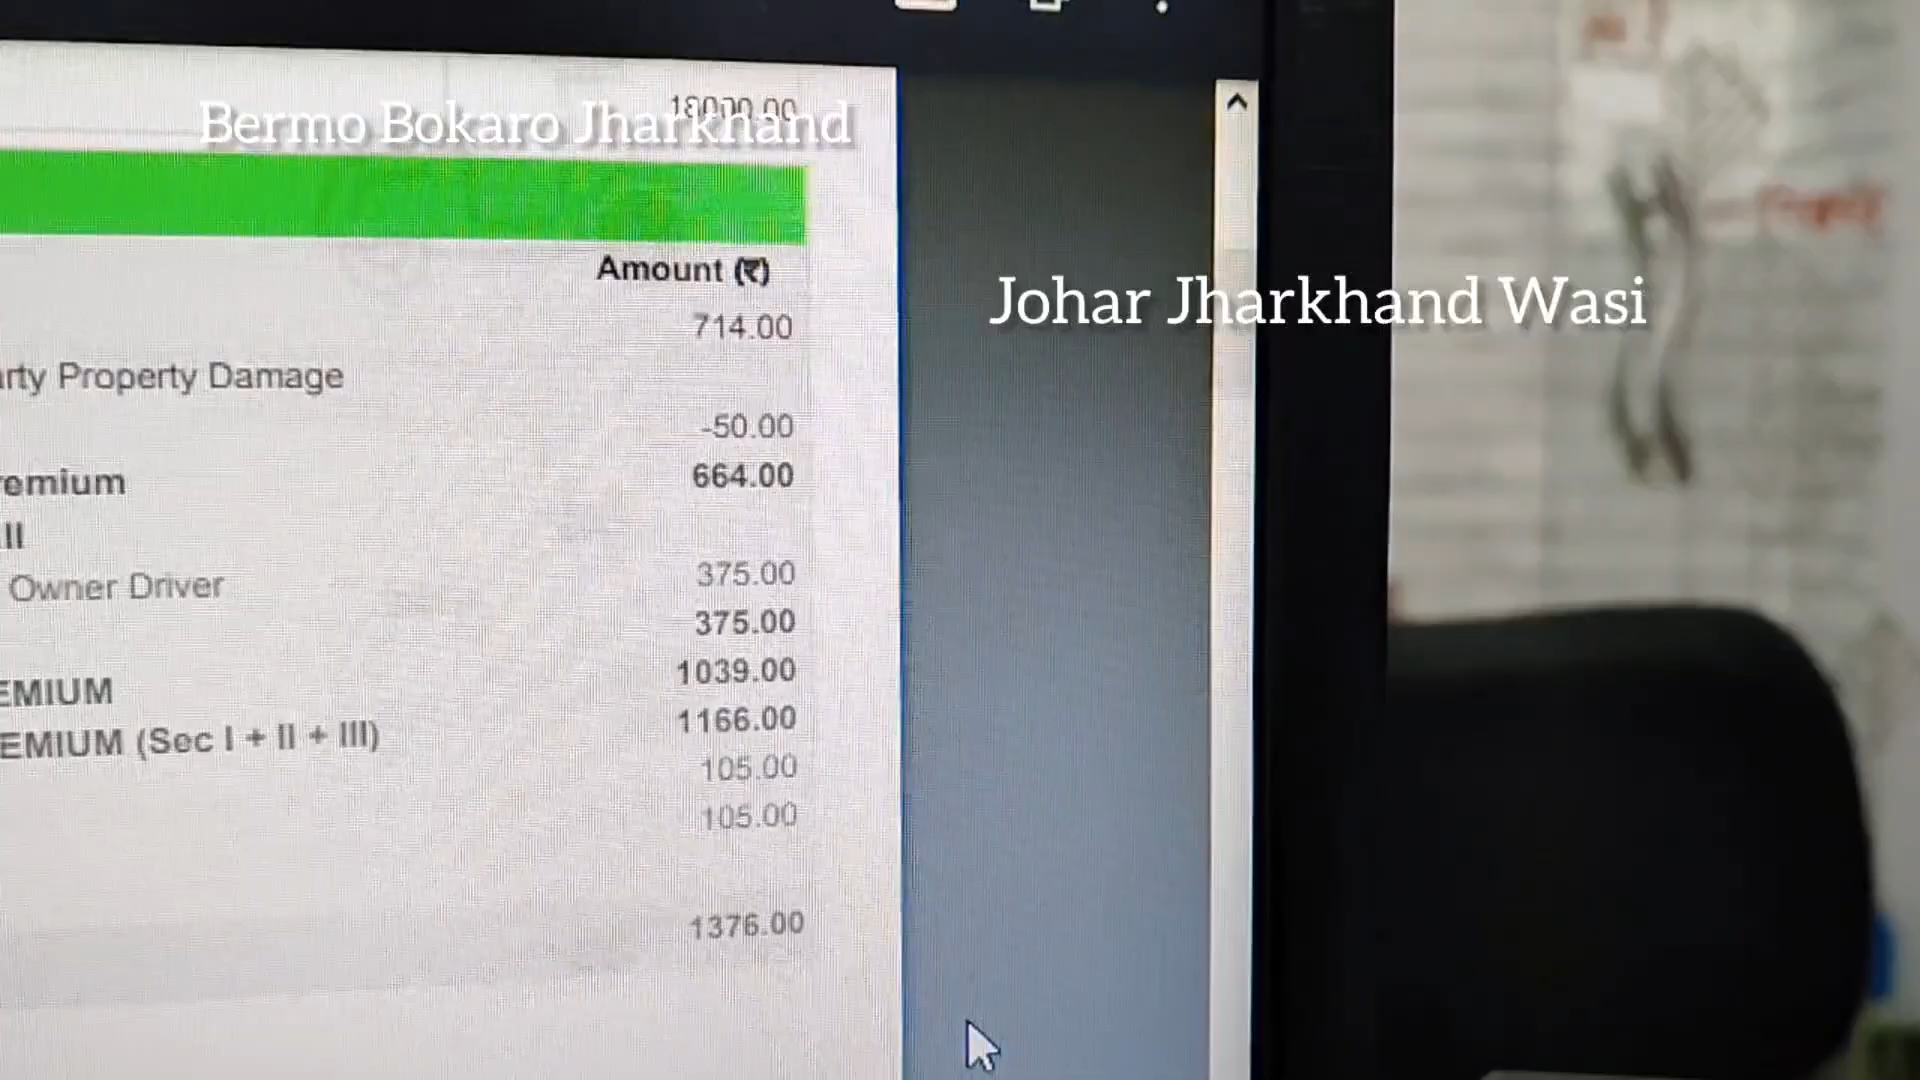 18000.00
Bermo Bokaro Jharkhand
Amount (₹)
714.00
arty Property Damage
-50.00
emium 664.00
II
Owner Driver 375.00
375.00
EMIUM 1039.00
EMIUM (Sec I + II + III) 1166.00
105.00
105.00
1376.00
Johar Jharkhand Wasi